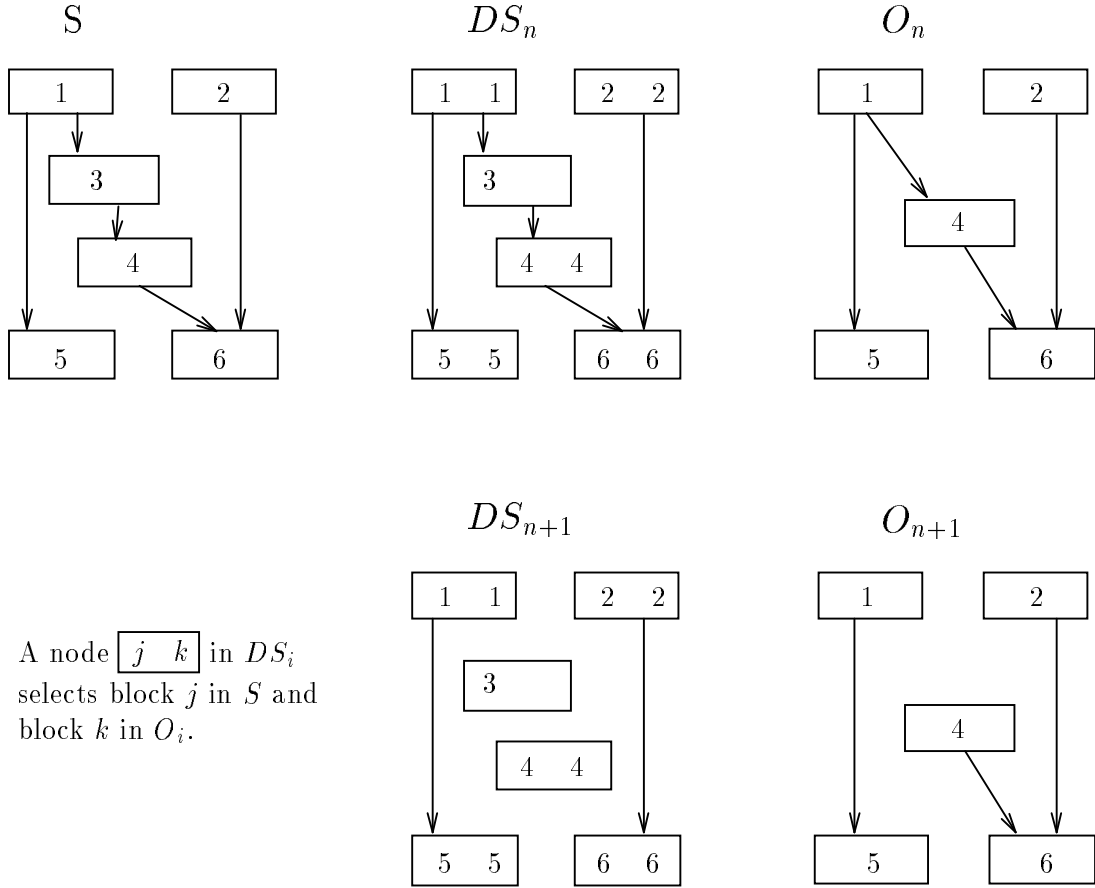 S DS_n O_n
1 2 1 1 2 2 1 2
3 3
4
4 4 4
5 6 5 5 6 6 5 6
DS_{n+1} O_{n+1}
1 1 2 2 1 2
A node j k in DS_i
3
selects block j in S and
4
block k in O_i.
4 4
5 5 6 6 5 6